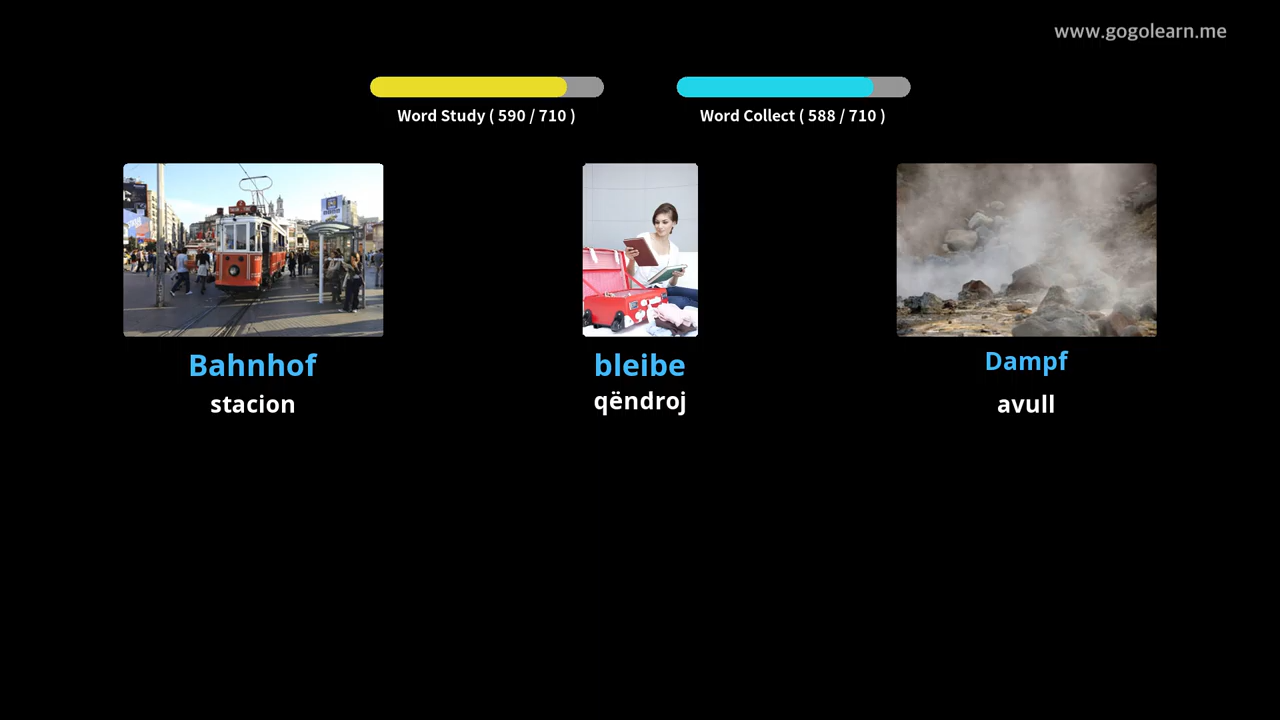 www.gogolearn.me
Word Study ( 590 / 710 )
Word Collect ( 588 / 710 )
Bahnhof
stacion
bleibe
qëndroj
Dampf
avull